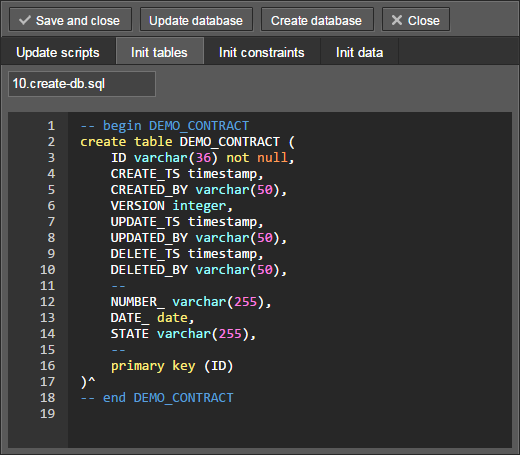 Save and close Update database Create database Close
Update scripts Init tables Init constraints Init data
10.create-db.sql
1 -- begin DEMO_CONTRACT
2 create table DEMO_CONTRACT (
3     ID varchar(36) not null,
4     CREATE_TS timestamp,
5     CREATED_BY varchar(50),
6     VERSION integer,
7     UPDATE_TS timestamp,
8     UPDATED_BY varchar(50),
9     DELETE_TS timestamp,
10     DELETED_BY varchar(50),
11     --
12     NUMBER_ varchar(255),
13     DATE_ date,
14     STATE varchar(255),
15     --
16     primary key (ID)
17 )^
18 -- end DEMO_CONTRACT
19